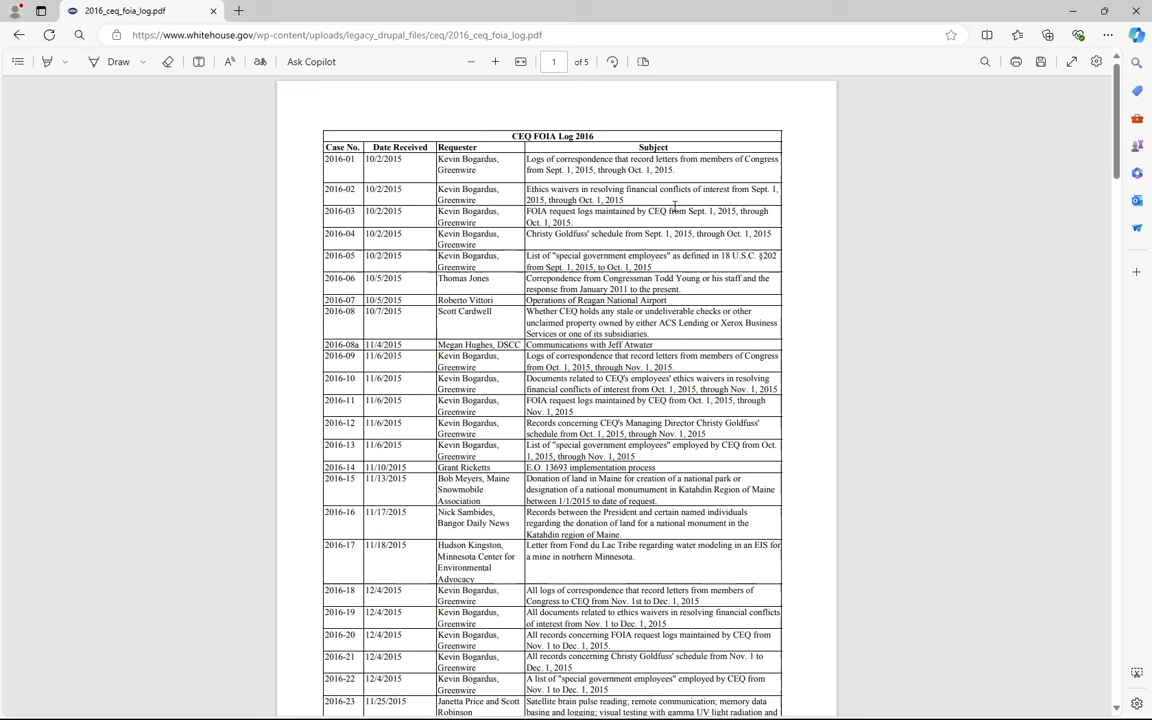 2016_ceq_foia_log.pdf
https://www.whitehouse.gov/wp-content/uploads/legacy_drupal_files/ceq/2016_ceq_foia_log.pdf
Draw
Ask Copilot
1 of 5
CEQ FOIA Log 2016
Case No. Date Received Requester Subject
2016-01 10/2/2015 Kevin Bogardus, Logs of correspondence that record letters from members of Congress
Greenwire from Sept. 1, 2015, through Oct. 1, 2015.
2016-02 10/2/2015 Kevin Bogardus, Ethics waivers in resolving financial conflicts of interest from Sept. 1,
Greenwire 2015, through Oct. 1, 2015
2016-03 10/2/2015 Kevin Bogardus, FOIA request logs maintained by CEQ from Sept. 1, 2015, through
Greenwire Oct. 1, 2015.
2016-04 10/2/2015 Kevin Bogardus, Christy Goldfuss' schedule from Sept. 1, 2015, through Oct. 1, 2015
Greenwire
2016-05 10/2/2015 Kevin Bogardus, List of "special government employees" as defined in 18 U.S.C. §202
Greenwire from Sept. 1, 2015, to Oct. 1, 2015
2016-06 10/5/2015 Thomas Jones Correpondence from Congressman Todd Young or his staff and the
response from January 2011 to the present.
2016-07 10/5/2015 Roberto Vittori Operations of Reagan National Airport
2016-08 10/7/2015 Scott Cardwell Whether CEQ holds any stale or undeliverable checks or other
unclaimed property owned by either ACS Lending or Xerox Business
Services or one of its subsidiaries.
2016-08a 11/4/2015 Megan Hughes, DSCC Communications with Jeff Atwater
2016-09 11/6/2015 Kevin Bogardus, Logs of correspondence that record letters from members of Congress
Greenwire from Oct. 1, 2015, through Nov. 1, 2015.
2016-10 11/6/2015 Kevin Bogardus, Documents related to CEQ's employees' ethics waivers in resolving
Greenwire financial conflicts of interest from Oct. 1, 2015, through Nov. 1, 2015
2016-11 11/6/2015 Kevin Bogardus, FOIA request logs maintained by CEQ from Oct. 1, 2015, through
Greenwire Nov. 1, 2015
2016-12 11/6/2015 Kevin Bogardus, Records concerning CEQ's Managing Director Christy Goldfuss'
Greenwire schedule from Oct. 1, 2015, through Nov. 1, 2015
2016-13 11/6/2015 Kevin Bogardus, List of "special government employees" employed by CEQ from Oct.
Greenwire 1, 2015, through Nov. 1, 2015
2016-14 11/10/2015 Grant Ricketts E.O. 13693 implementation process
2016-15 11/13/2015 Bob Meyers, Maine Donation of land in Maine for creation of a national park or
Snowmobile designation of a national monumument in Katahdin Region of Maine
Association between 1/1/2015 to date of request.
2016-16 11/17/2015 Nick Sambides, Records between the President and certain named individuals
Bangor Daily News regarding the donation of land for a national monument in the
Katahdin region of Maine.
2016-17 11/18/2015 Hudson Kingston, Letter from Fond du Lac Tribe regarding water modeling in an EIS for
Minnesota Center for a mine in notrhern Minnesota.
Environmental
Advocacy
2016-18 12/4/2015 Kevin Bogardus, All logs of correspondence that record letters from members of
Greenwire Congress to CEQ from Nov. 1st to Dec. 1, 2015
2016-19 12/4/2015 Kevin Bogardus, All documents related to ethics waivers in resolving financial conflicts
Greenwire of interest from Nov. 1 to Dec. 1, 2015
2016-20 12/4/2015 Kevin Bogardus, All records concerning FOIA request logs maintained by CEQ from
Greenwire Nov. 1 to Dec. 1, 2015.
2016-21 12/4/2015 Kevin Bogardus, All records concerning Christy Goldfuss' schedule from Nov. 1 to
Greenwire Dec. 1, 2015
2016-22 12/4/2015 Kevin Bogardus, A list of "special government employees" employed by CEQ from
Greenwire Nov. 1 to Dec. 1, 2015
2016-23 11/25/2015 Janetta Price and Scott Satellite brain pulse reading; remote communication; memory data
Robinson basing and logging; visual testing with gamma UV light radiation and